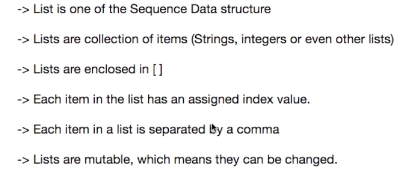 -> List is one of the Sequence Data structure
-> Lists are collection of items (Strings, integers or even other lists)
-> Lists are enclosed in [ ]
-> Each item in the list has an assigned index value.
-> Each item in a list is separated by a comma
-> Lists are mutable, which means they can be changed.